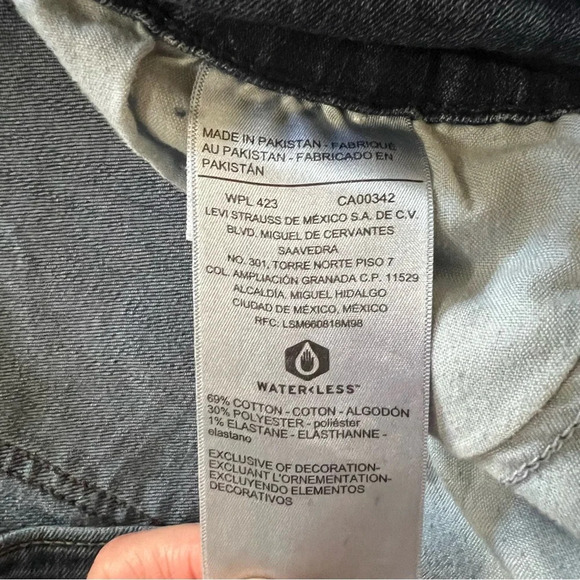 MADE IN PAKISTAN - FABRIQUÉ
AU PAKISTAN - FABRICADO EN
PAKISTÁN
WPL 423 CA00342
LEVI STRAUSS DE MÉXICO S.A. DE C.V.
BLVD. MIGUEL DE CERVANTES
SAAVEDRA
NO. 301, TORRE NORTE PISO 7
COL. AMPLIACIÓN GRANADA C.P. 11529
ALCALDÍA. MIGUEL HIDALGO
CIUDAD DE MÉXICO, MÉXICO
RFC: LSM660818M98
WATER<LESS™
69% COTTON - COTON - ALGODÓN
30% POLYESTER - poliéster
1% ELASTANE - ELASTHANNE -
elastano
EXCLUSIVE OF DECORATION-
EXCLUANT L'ORNEMENTATION-
EXCLUYENDO ELEMENTOS
DECORATIVOS